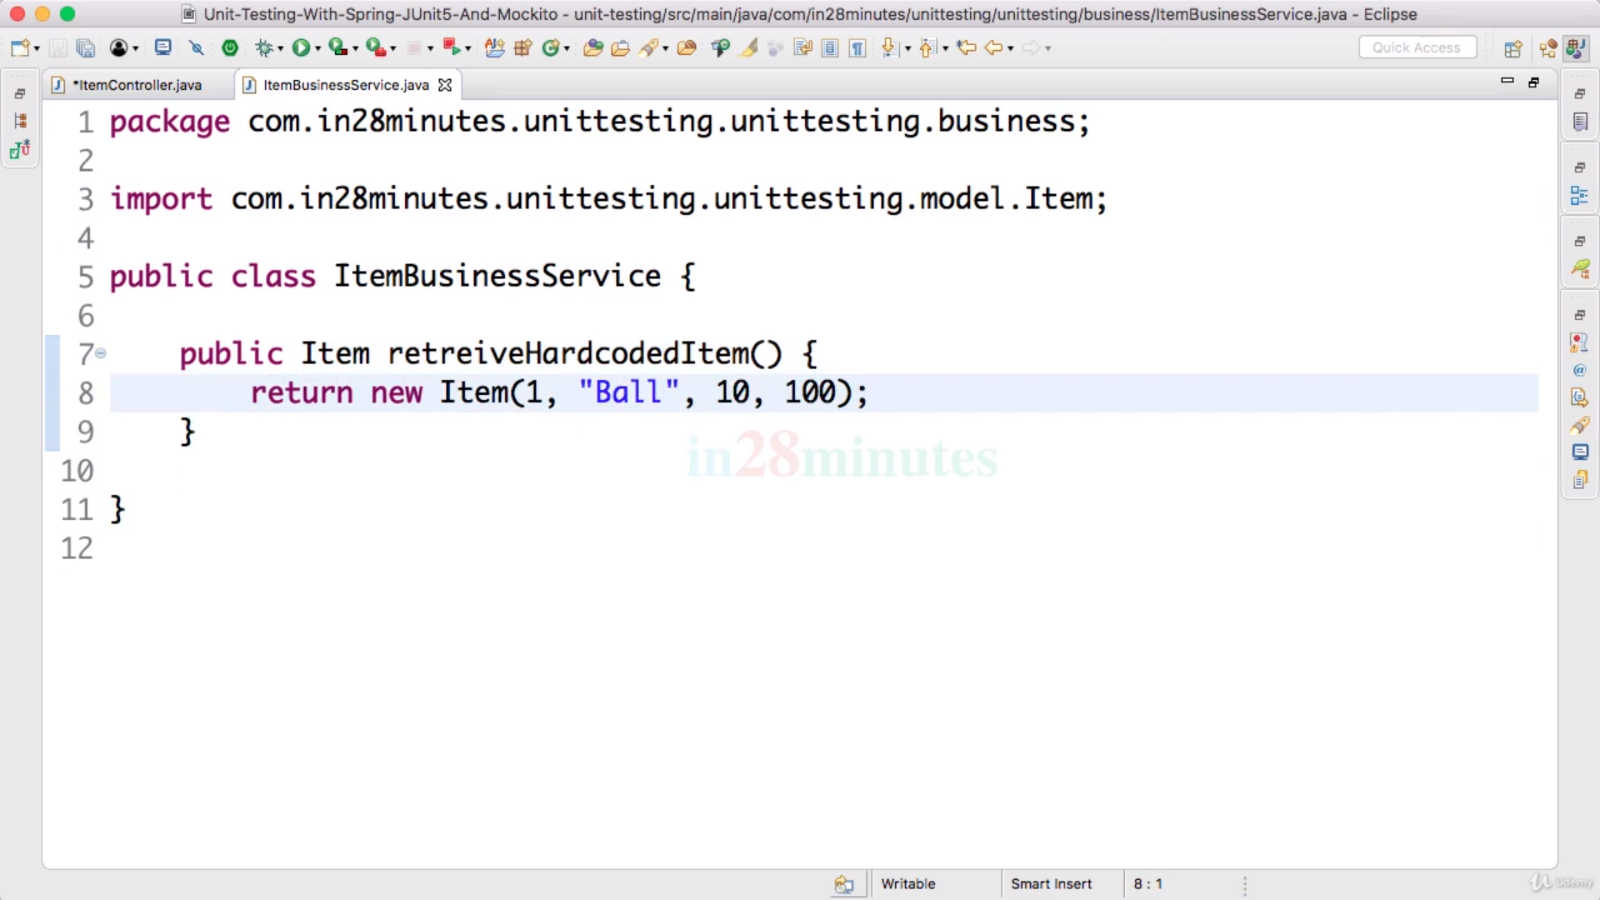 Unit-Testing-With-Spring-JUnit5-And-Mockito - unit-testing/src/main/java/com/in28minutes/unittesting/unittesting/business/ItemBusinessService.java - Eclipse
Quick Access
*ItemController.java
ItemBusinessService.java
1 package com.in28minutes.unittesting.unittesting.business;
2
3 import com.in28minutes.unittesting.unittesting.model.Item;
4
5 public class ItemBusinessService {
6
7 public Item retreiveHardcodedItem() {
8 return new Item(1, "Ball", 10, 100);
9 }
in28minutes
10
11 }
12
Writable
Smart Insert
8 : 1
Udemy